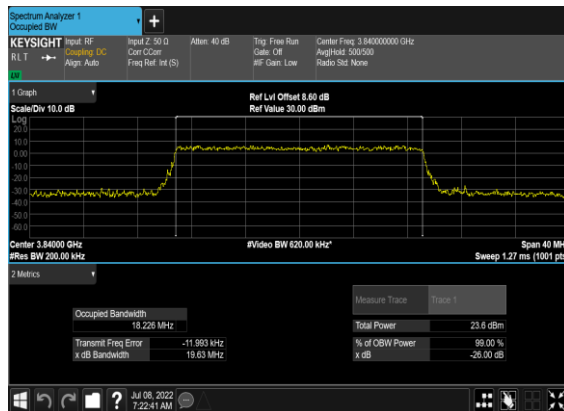 Spectrum Analyzer 1
Occupied BW
KEYSIGHT
R L T
LW
Input: RF
Coupling: DC
Align: Auto
Input Z: 50 Ω
Corr CCorr
Freq Ref: Int (S)
Atten: 40 dB
Trig: Free Run
Gate: Off
#IF Gain: Low
Center Freq: 3.840000000 GHz
Avg|Hold: 500/500
Radio Std: None
1 Graph
Scale/Div 10.0 dB
Ref Lvl Offset 8.60 dB
Ref Value 30.00 dBm
Log
20.0
10.0
0.00
-10.0
-20.0
-30.0
-40.0
-50.0
-60.0
Center 3.84000 GHz
#Res BW 200.00 kHz
#Video BW 620.00 kHz*
Span 40 MH
Sweep 1.27 ms (1001 pts
2 Metrics
Measure Trace Trace 1
Occupied Bandwidth
18.226 MHz
Total Power 23.6 dBm
Transmit Freq Error -11.993 kHz
% of OBW Power 99.00 %
x dB Bandwidth 19.63 MHz
x dB -26.00 dB
?
Jul 08, 2022
7:22:41 AM